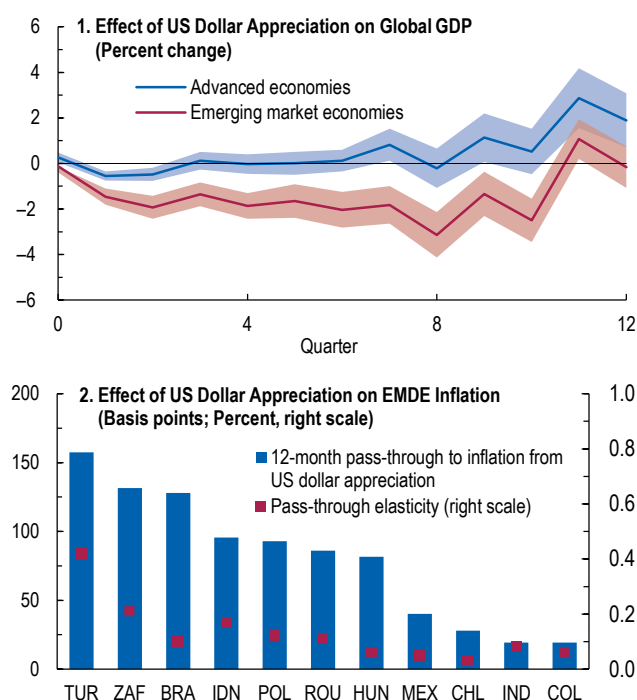 1. Effect of US Dollar Appreciation on Global GDP
(Percent change)
6
4
2
0
–2
–4
–6
Advanced economies
Emerging market economies
0
4
8
12
Quarter
2. Effect of US Dollar Appreciation on EMDE Inflation
(Basis points; Percent, right scale)
200
150
100
50
0
1.0
0.8
0.6
0.4
0.2
0.0
12-month pass-through to inflation from
US dollar appreciation
Pass-through elasticity (right scale)
TUR ZAF BRA IDN POL ROU HUN MEX CHL IND COL